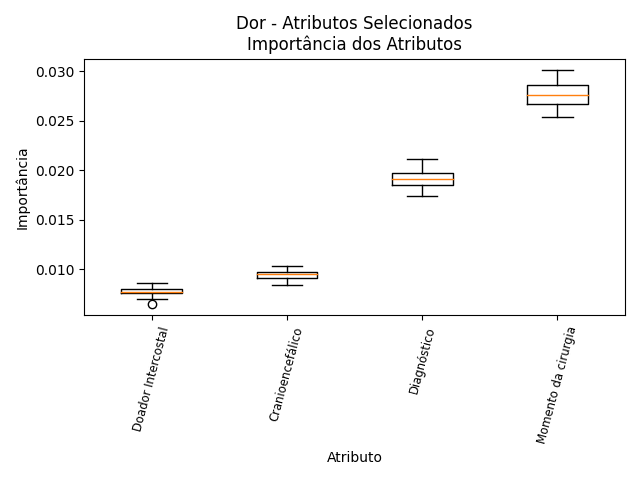 Dor - Atributos Selecionados
Importância dos Atributos
0.030
0.025
0.020
0.015
0.010
Importância
Doador Intercostal
Cranioencefálico
Diagnóstico
Momento da cirurgia
Atributo